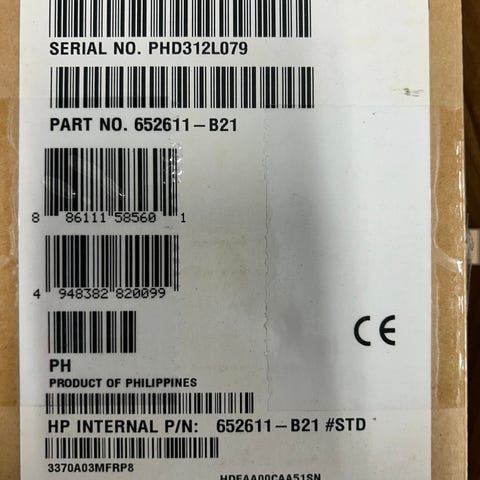 SERIAL NO. PHD312L079
PART NO. 652611-B21
8 86111 58560 1
4 948382 820099
CE
PH
PRODUCT OF PHILIPPINES
HP INTERNAL P/N: 652611-B21 #STD
3370A03MFRP8
HDEAA00CAA51SN